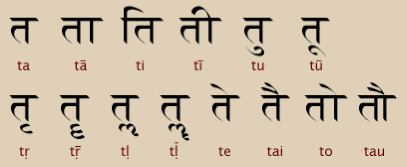 त ता ति ती तु तू
ta tā ti tī tu tū
तृ तॄ तॢ तॣ ते तै तो तौ
tṛ tṝ tḷ tḹ te tai to tau